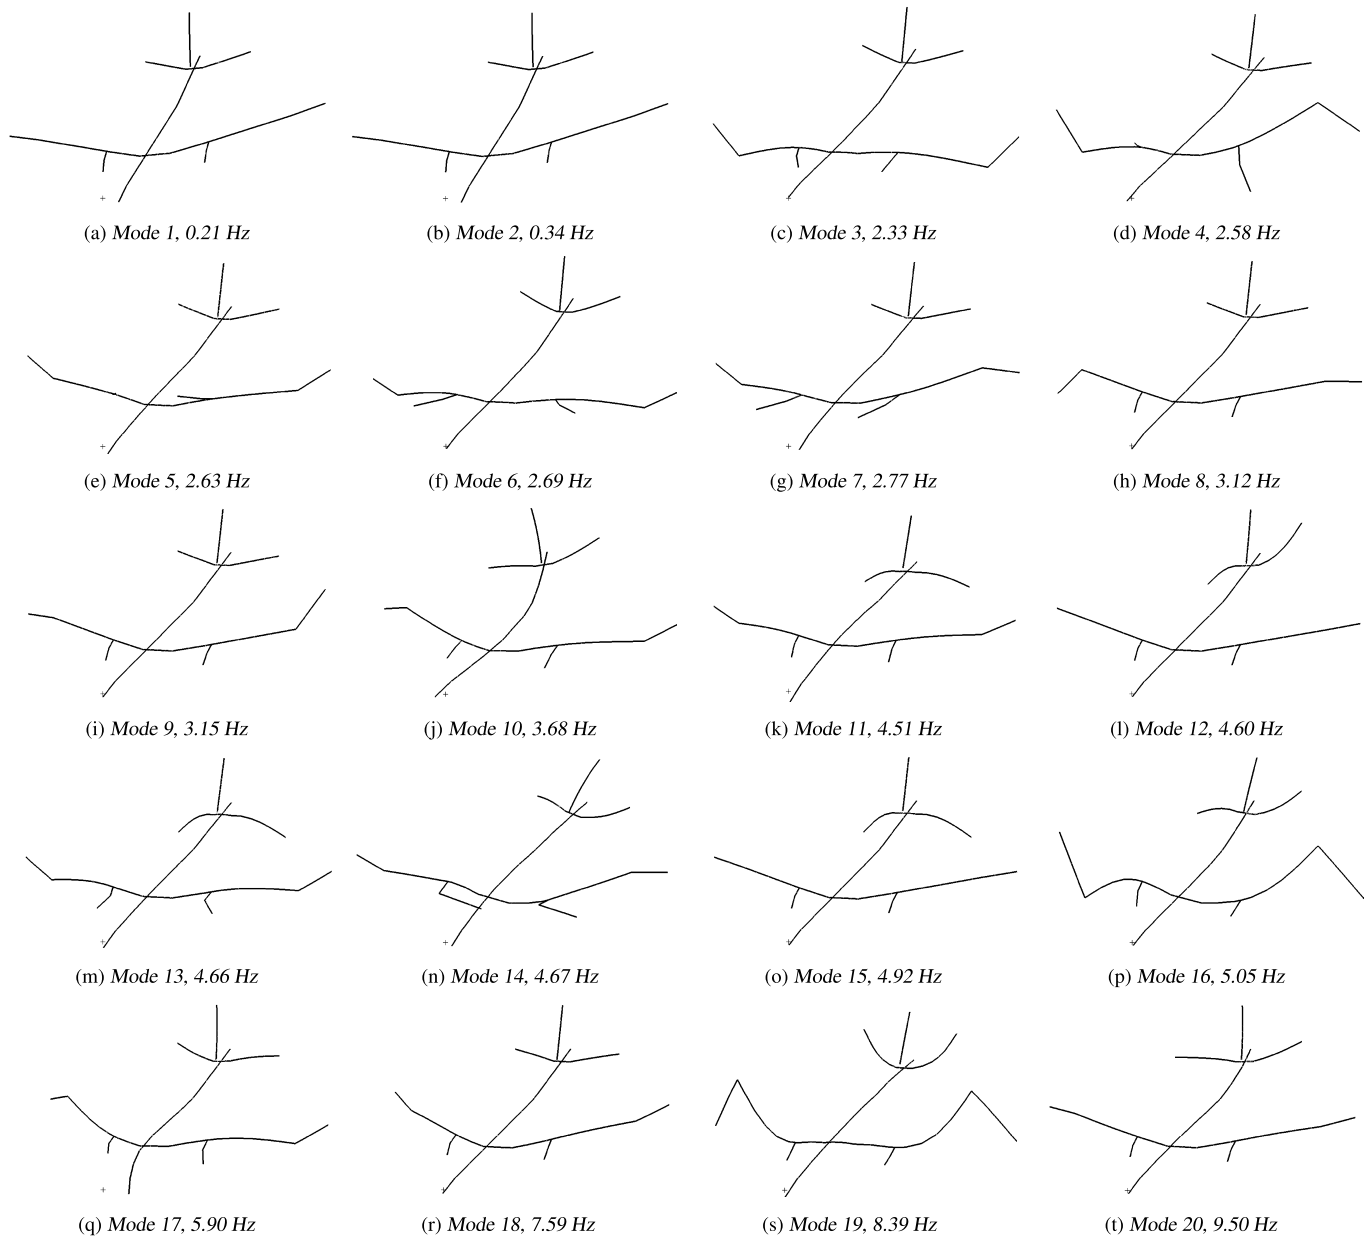 (a) Mode 1, 0.21 Hz
(b) Mode 2, 0.34 Hz
(c) Mode 3, 2.33 Hz
(d) Mode 4, 2.58 Hz
(e) Mode 5, 2.63 Hz
(f) Mode 6, 2.69 Hz
(g) Mode 7, 2.77 Hz
(h) Mode 8, 3.12 Hz
(i) Mode 9, 3.15 Hz
(j) Mode 10, 3.68 Hz
(k) Mode 11, 4.51 Hz
(l) Mode 12, 4.60 Hz
(m) Mode 13, 4.66 Hz
(n) Mode 14, 4.67 Hz
(o) Mode 15, 4.92 Hz
(p) Mode 16, 5.05 Hz
(q) Mode 17, 5.90 Hz
(r) Mode 18, 7.59 Hz
(s) Mode 19, 8.39 Hz
(t) Mode 20, 9.50 Hz